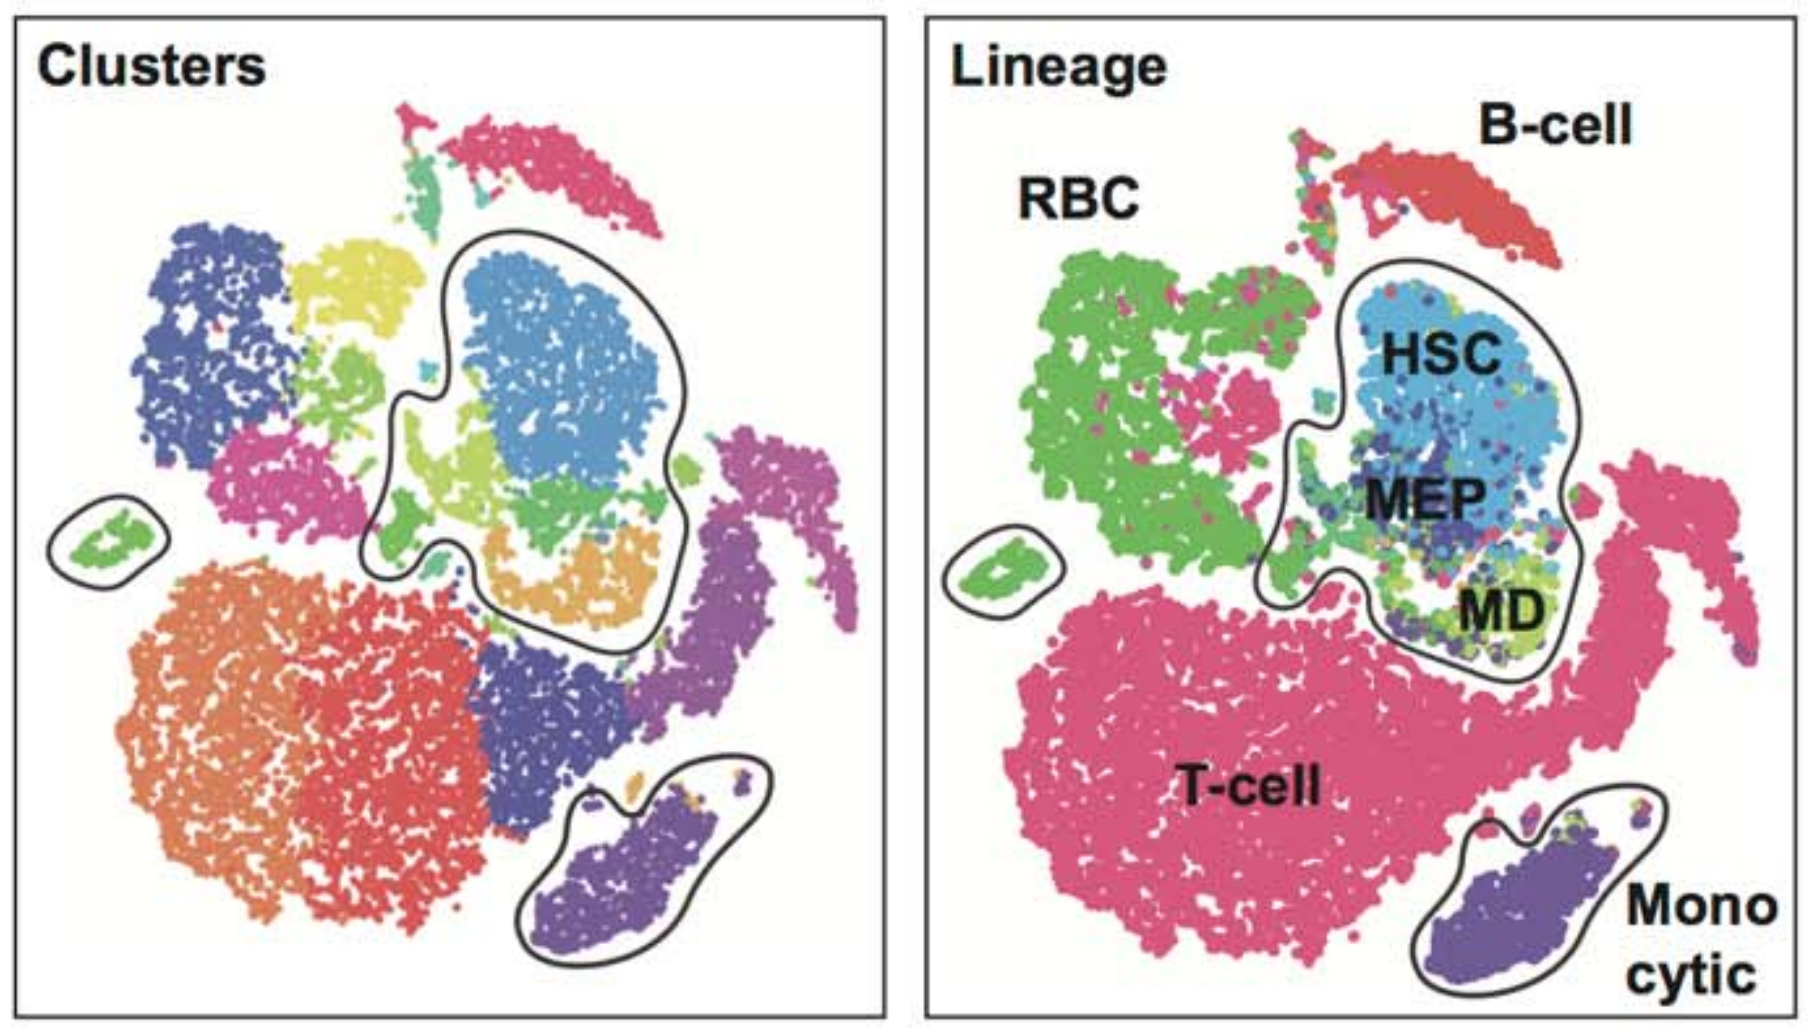 Clusters
Lineage
B-cell
RBC
HSC
MEP
MD
T-cell
Mono
cytic